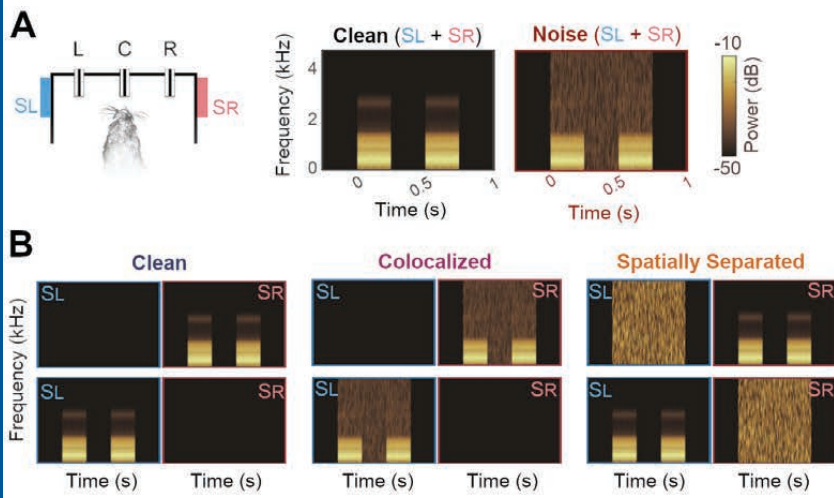 A
L C R
SL
SR
Clean (SL + SR)
Noise (SL + SR)
Frequency (kHz)
4
2
0
0 0.5 1
Time (s)
0 0.5 1
Time (s)
-10
-50
Power (dB)
B
Clean
Colocalized
Spatially Separated
Frequency (kHz)
SL SR SL SR SL SR
SL SR SL SR SL SR
Time (s) Time (s) Time (s) Time (s) Time (s) Time (s)